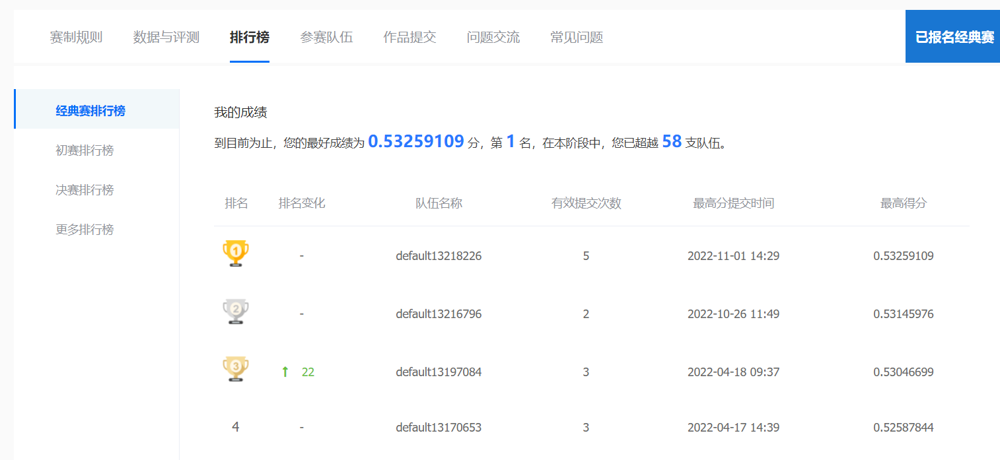 赛制规则 数据与评测 排行榜 参赛队伍 作品提交 问题交流 常见问题 已报名经典赛
经典赛排行榜
初赛排行榜
决赛排行榜
更多排行榜
我的成绩
到目前为止，您的最好成绩为 0.53259109 分，第 1 名，在本阶段中，您已超越 58 支队伍。
排名 排名变化 队伍名称 有效提交次数 最高分提交时间 最高得分
1 - default13218226 5 2022-11-01 14:29 0.53259109
2 - default13216796 2 2022-10-26 11:49 0.53145976
3 ↑ 22 default13197084 3 2022-04-18 09:37 0.53046699
4 - default13170653 3 2022-04-17 14:39 0.52587844